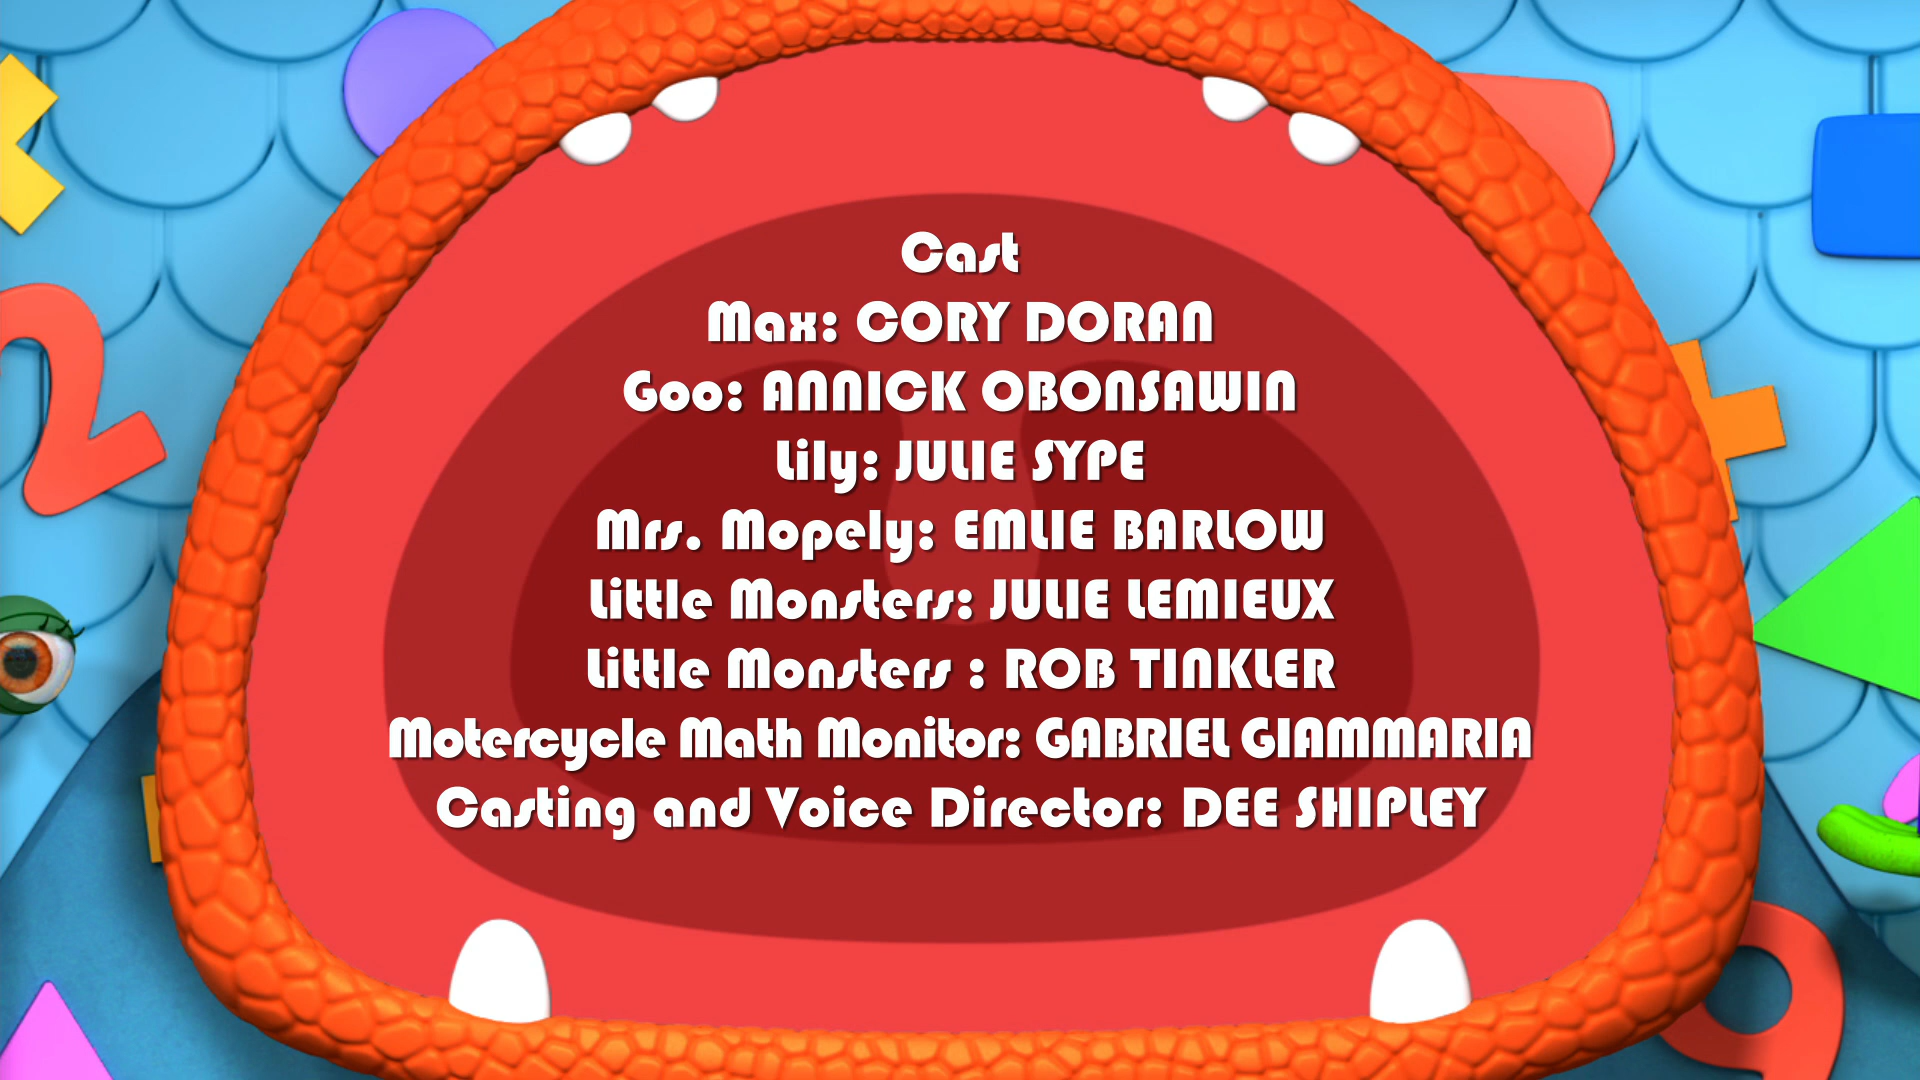 Cast
Max: CORY DORAN
Goo: ANNICK OBONSAWIN
Lily: JULIE SYPE
Mrs. Mopely: EMLIE BARLOW
Little Monsters: JULIE LEMIEUX
Little Monsters : ROB TINKLER
Motercycle Math Monitor: GABRIEL GIAMMARIA
Casting and Voice Director: DEE SHIPLEY